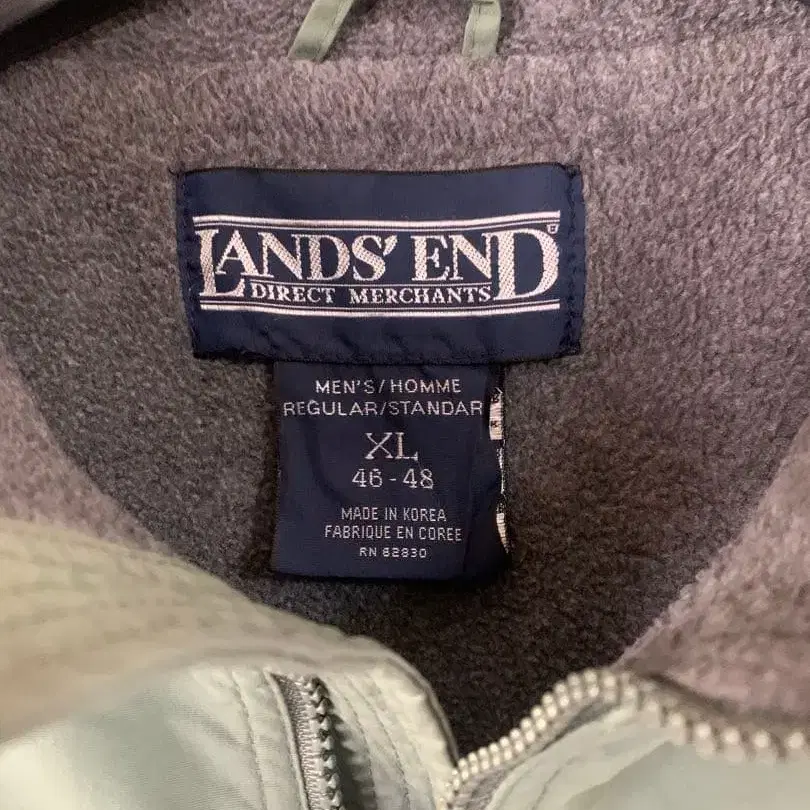 LANDS' END
DIRECT MERCHANTS
MEN'S/HOMME
REGULAR/STANDAR
XL
46 - 48
MADE IN KOREA
FABRIQUE EN COREE
RN 62830